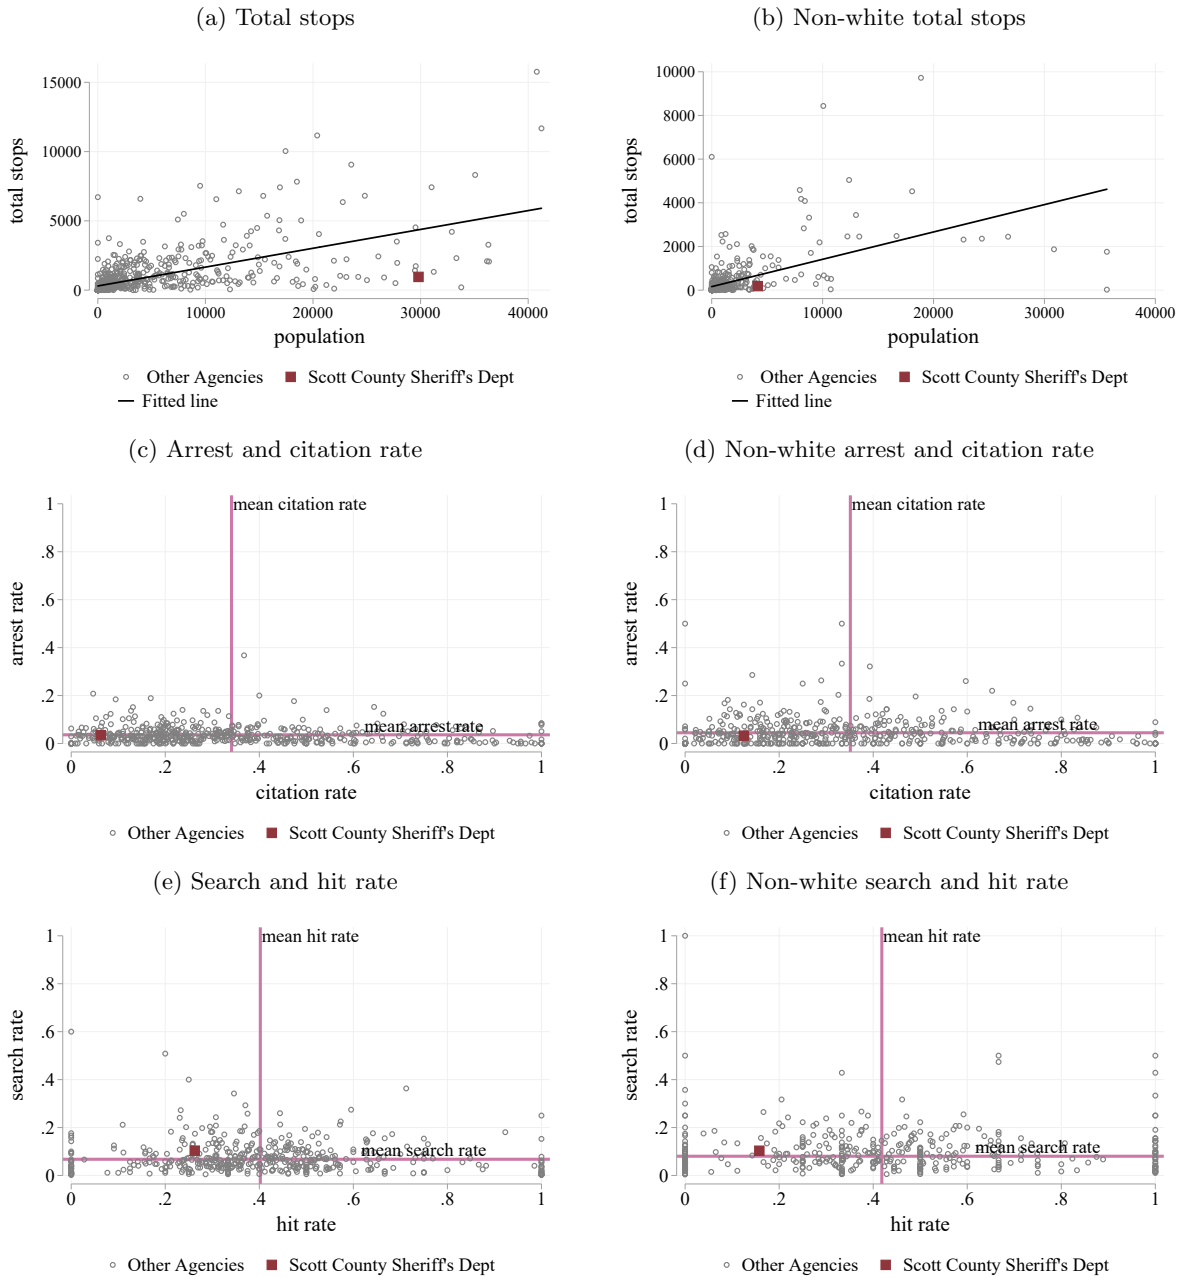 (a) Total stops
(b) Non-white total stops
total stops
15000
10000
5000
0
0 10000 20000 30000 40000
population
Other Agencies Scott County Sheriff's Dept
Fitted line
total stops
10000
8000
6000
4000
2000
0
0 10000 20000 30000 40000
population
Other Agencies Scott County Sheriff's Dept
Fitted line
(c) Arrest and citation rate
(d) Non-white arrest and citation rate
arrest rate
1
.8
.6
.4
.2
0
mean citation rate
mean arrest rate
0 .2 .4 .6 .8 1
citation rate
Other Agencies Scott County Sheriff's Dept
arrest rate
1
.8
.6
.4
.2
0
mean citation rate
mean arrest rate
0 .2 .4 .6 .8 1
citation rate
Other Agencies Scott County Sheriff's Dept
(e) Search and hit rate
(f) Non-white search and hit rate
search rate
1
.8
.6
.4
.2
0
mean hit rate
mean search rate
0 .2 .4 .6 .8 1
hit rate
Other Agencies Scott County Sheriff's Dept
search rate
1
.8
.6
.4
.2
0
mean hit rate
mean search rate
0 .2 .4 .6 .8 1
hit rate
Other Agencies Scott County Sheriff's Dept